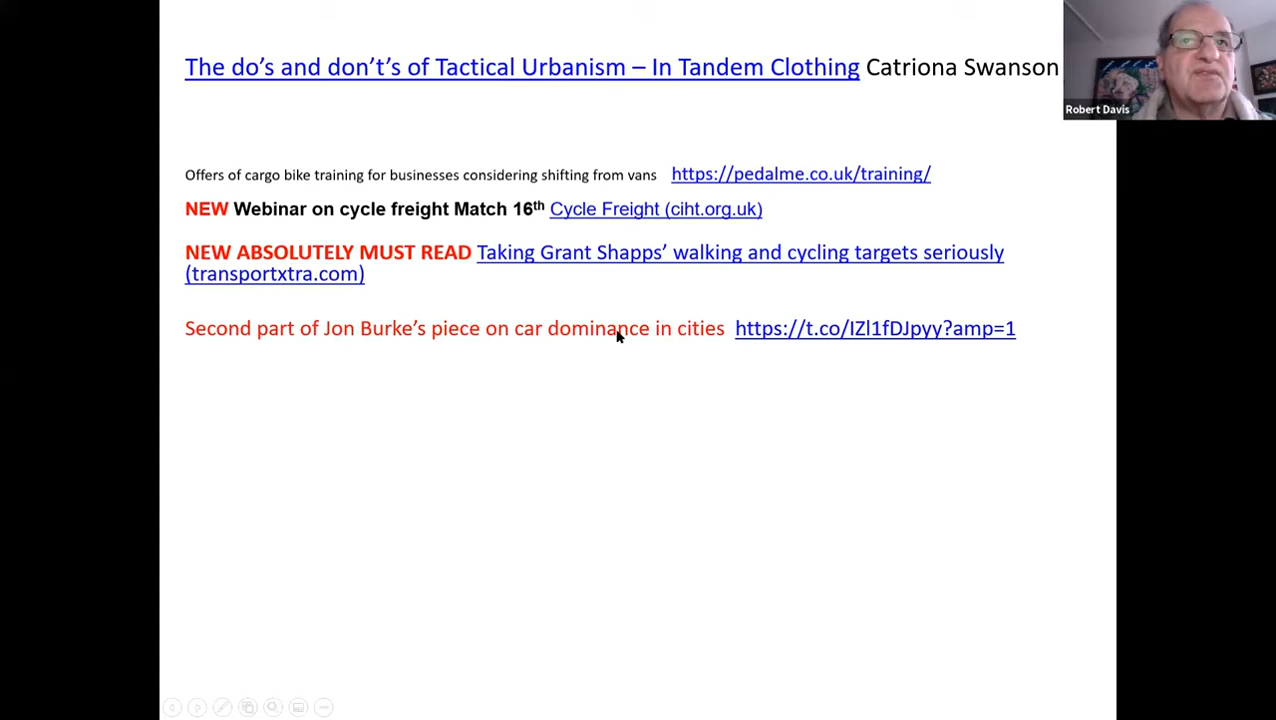 The do's and don't's of Tactical Urbanism – In Tandem Clothing Catriona Swanson
Robert Davis
Offers of cargo bike training for businesses considering shifting from vans https://pedalme.co.uk/training/
NEW Webinar on cycle freight Match 16th Cycle Freight (ciht.org.uk)
NEW ABSOLUTELY MUST READ Taking Grant Shapps' walking and cycling targets seriously
(transportxtra.com)
Second part of Jon Burke's piece on car dominance in cities https://t.co/IZl1fDJpyy?amp=1